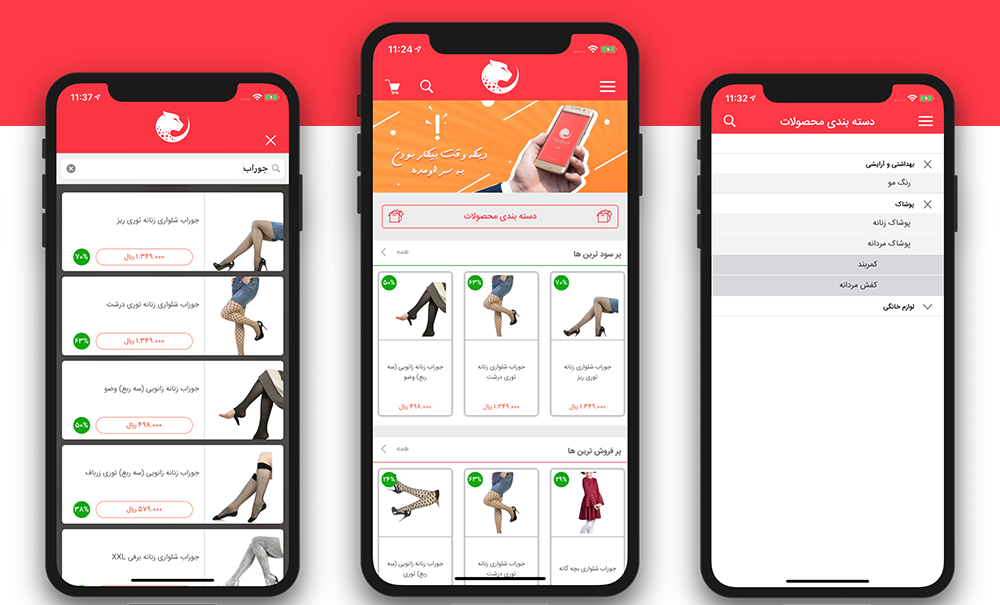 11:37
جوراب
جوراب شلواری زنانه توری ریز
۱.۳۴۹.۰۰۰ ریال
۷۰%
جوراب شلواری زنانه توری درشت
۱.۳۴۹.۰۰۰ ریال
۶۳%
جوراب زنانه زانویی (سه ربع) وضو
۴۹۸.۰۰۰ ریال
۵۰%
جوراب زنانه زانویی (سه ربع) توری زرباف
۵۷۹.۰۰۰ ریال
۳۸%
جوراب شلواری زنانه برفی XXL
11:24
!
دیگه وقت بیکار بودن
به سر اومده
دسته بندی محصولات
پر سود ترین ها
همه
۷۰%
جوراب شلواری زنانه
توری ریز
۱.۳۴۹.۰۰۰ ریال
۶۳%
جوراب شلواری زنانه
توری درشت
۱.۳۴۹.۰۰۰ ریال
۵۰%
جوراب زنانه زانویی (سه
ربع) وضو
۴۹۸.۰۰۰ ریال
پر فروش ترین ها
همه
۲۹%
جوراب شلواری بچه گانه
۶۳%
جوراب شلواری زنانه
توری درشت
۲۴%
جوراب زنانه زانویی (سه
ربع) توری
11:32
دسته بندی محصولات
بهداشتی و آرایشی
رنگ مو
پوشاک
پوشاک زنانه
پوشاک مردانه
کمربند
کفش مردانه
لوازم خانگی